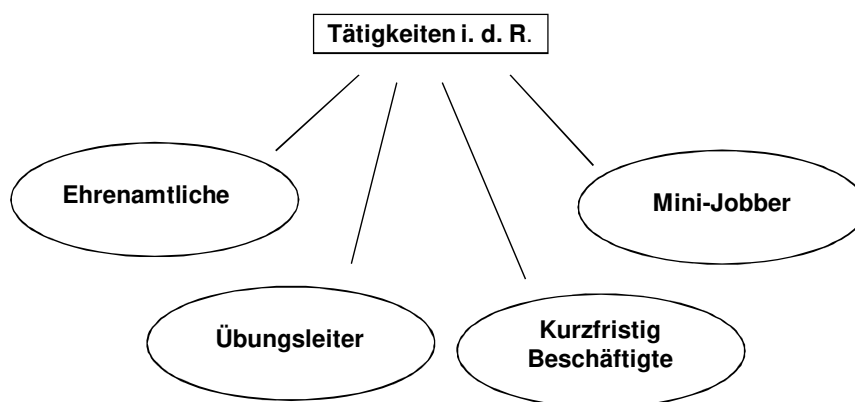 Tätigkeiten i. d. R.
Ehrenamtliche
Mini-Jobber
Übungsleiter
Kurzfristig
Beschäftigte